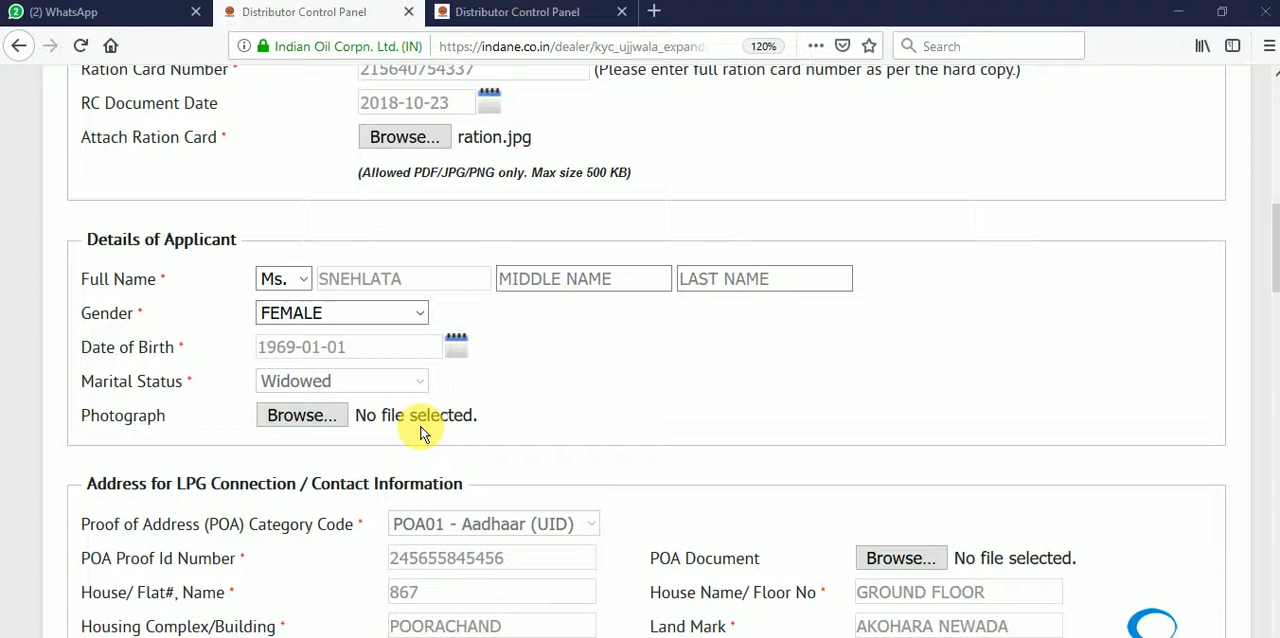 (2) WhatsApp
Distributor Control Panel
Distributor Control Panel
Indian Oil Corpn. Ltd. (IN) https://indane.co.in/dealer/kyc_ujjwala_expand 120% Search
Ration Card Number * 215640754337 (Please enter full ration card number as per the hard copy.)
RC Document Date 2018-10-23
Attach Ration Card * Browse... ration.jpg
(Allowed PDF/JPG/PNG only. Max size 500 KB)
Details of Applicant
Full Name * Ms. SNEHLATA MIDDLE NAME LAST NAME
Gender * FEMALE
Date of Birth * 1969-01-01
Marital Status * Widowed
Photograph Browse... No file selected.
Address for LPG Connection / Contact Information
Proof of Address (POA) Category Code * POA01 - Aadhaar (UID)
POA Proof Id Number * 245655845456 POA Document Browse... No file selected.
House/ Flat#, Name * 867 House Name/ Floor No * GROUND FLOOR
Housing Complex/Building * POORACHAND Land Mark * AKOHARA NEWADA